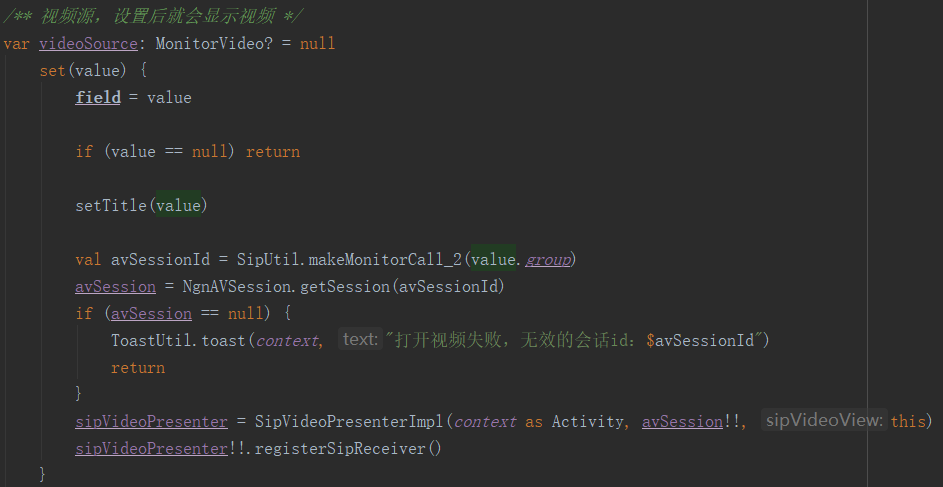 /** 视频源，设置后就会显示视频 */
var videoSource: MonitorVideo? = null
    set(value) {
        field = value

        if (value == null) return

        setTitle(value)

        val avSessionId = SipUtil.makeMonitorCall_2(value.group)
        avSession = NgnAVSession.getSession(avSessionId)
        if (avSession == null) {
            ToastUtil.toast(context, text: "打开视频失败，无效的会话id：$avSessionId")
            return
        }
        sipVideoPresenter = SipVideoPresenterImpl(context as Activity, avSession!!, sipVideoView: this)
        sipVideoPresenter!!.registerSipReceiver()
    }